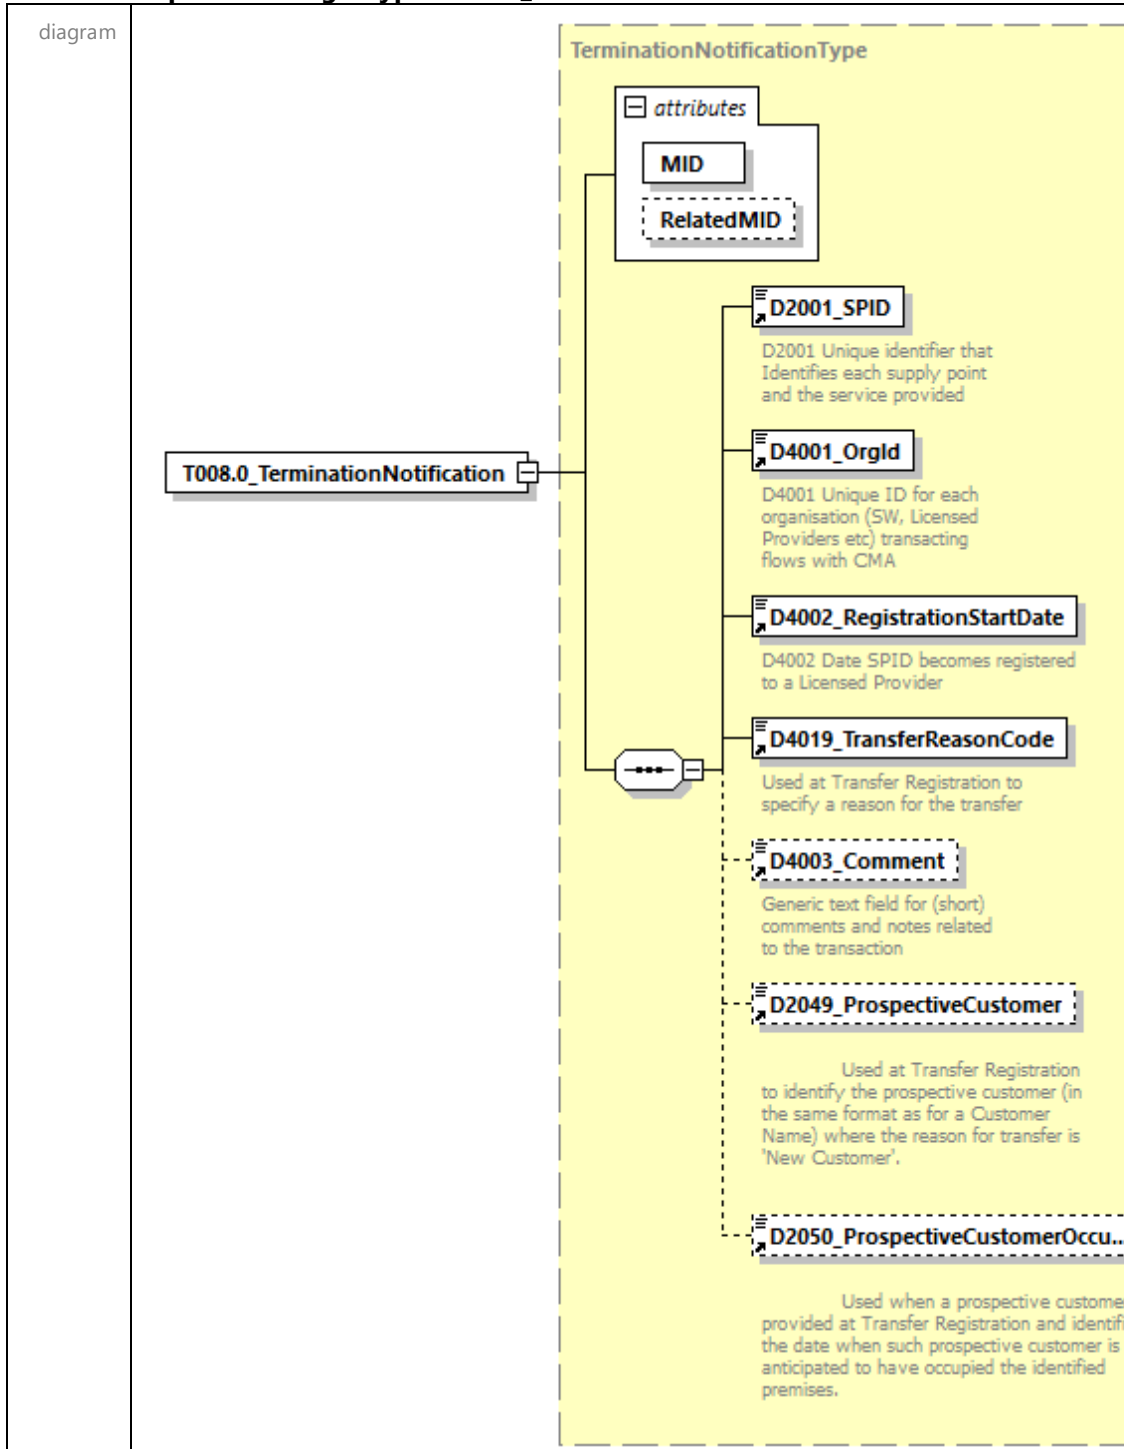 diagram
TerminationNotificationType
attributes
MID
RelatedMID
D2001_SPID
D2001 Unique identifier that
Identifies each supply point
and the service provided
T008.0_TerminationNotification
D4001_OrgId
D4001 Unique ID for each
organisation (SW, Licensed
Providers etc) transacting
flows with CMA
D4002_RegistrationStartDate
D4002 Date SPID becomes registered
to a Licensed Provider
D4019_TransferReasonCode
Used at Transfer Registration to
specify a reason for the transfer
D4003_Comment
Generic text field for (short)
comments and notes related
to the transaction
D2049_ProspectiveCustomer
Used at Transfer Registration
to identify the prospective customer (in
the same format as for a Customer
Name) where the reason for transfer is
'New Customer'.
D2050_ProspectiveCustomerOccu...
Used when a prospective custome
provided at Transfer Registration and identifi
the date when such prospective customer is
anticipated to have occupied the identified
premises.